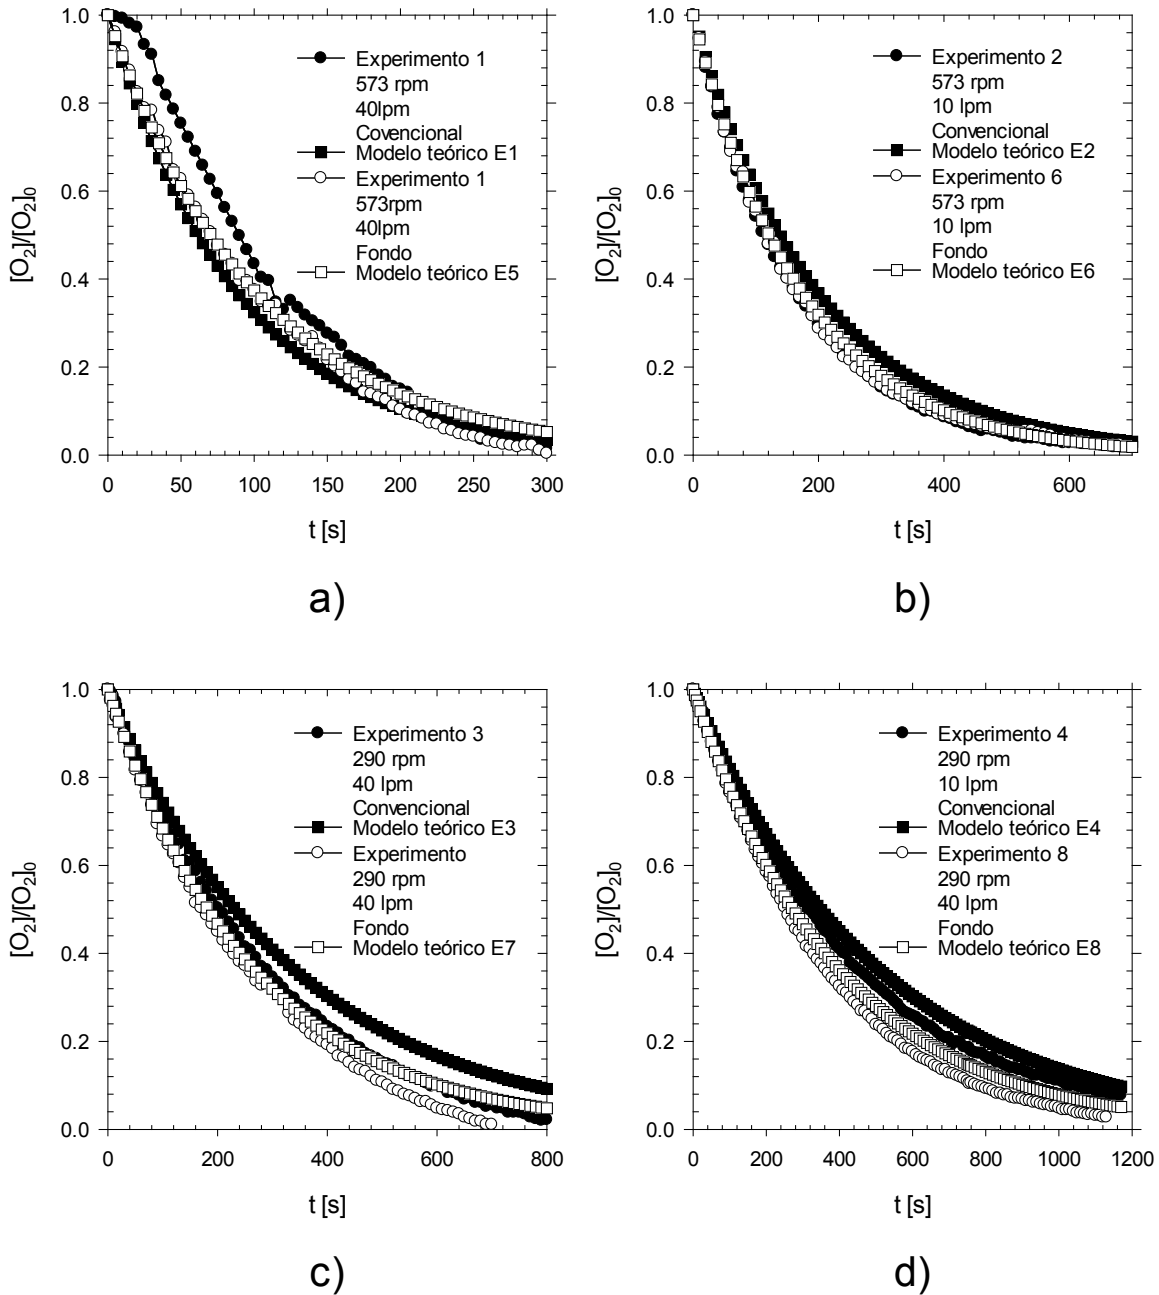 1.0
0.8
0.6
0.4
0.2
0.0
[O₂]/[O₂]₀
0 50 100 150 200 250 300
t [s]
Experimento 1
573 rpm
40lpm
Covencional
Modelo teórico E1
Experimento 1
573rpm
40lpm
Fondo
Modelo teórico E5
a)
1.0
0.8
0.6
0.4
0.2
0.0
[O₂]/[O₂]₀
0 200 400 600
t [s]
Experimento 2
573 rpm
10 lpm
Convencional
Modelo teórico E2
Experimento 6
573 rpm
10 lpm
Fondo
Modelo teórico E6
b)
1.0
0.8
0.6
0.4
0.2
0.0
[O₂]/[O₂]₀
0 200 400 600 800
t [s]
Experimento 3
290 rpm
40 lpm
Convencional
Modelo teórico E3
Experimento
290 rpm
40 lpm
Fondo
Modelo teórico E7
c)
1.0
0.8
0.6
0.4
0.2
0.0
[O₂]/[O₂]₀
0 200 400 600 800 1000 1200
t [s]
Experimento 4
290 rpm
10 lpm
Convencional
Modelo teórico E4
Experimento 8
290 rpm
40 lpm
Fondo
Modelo teórico E8
d)